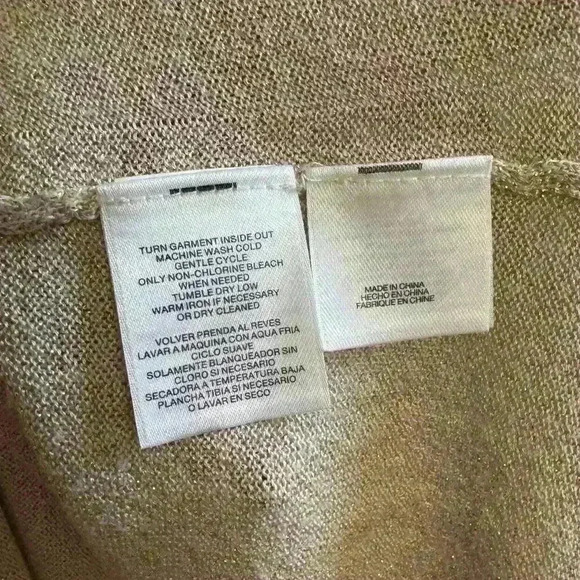 TURN GARMENT INSIDE OUT
MACHINE WASH COLD
GENTLE CYCLE
ONLY NON-CHLORINE BLEACH
WHEN NEEDED
TUMBLE DRY LOW
WARM IRON IF NECESSARY
OR DRY CLEANED
VOLVER PRENDA AL REVES
LAVAR A MAQUINA CON AQUA FRIA
CICLO SUAVE
SOLAMENTE BLANQUEADOR SIN
CLORO SI NECESARIO
SECADORA A TEMPERATURA BAJA
PLANCHA TIBIA SI NECESARIO
O LAVAR EN SECO
MADE IN CHINA
HECHO EN CHINA
FABRIQUE EN CHINE